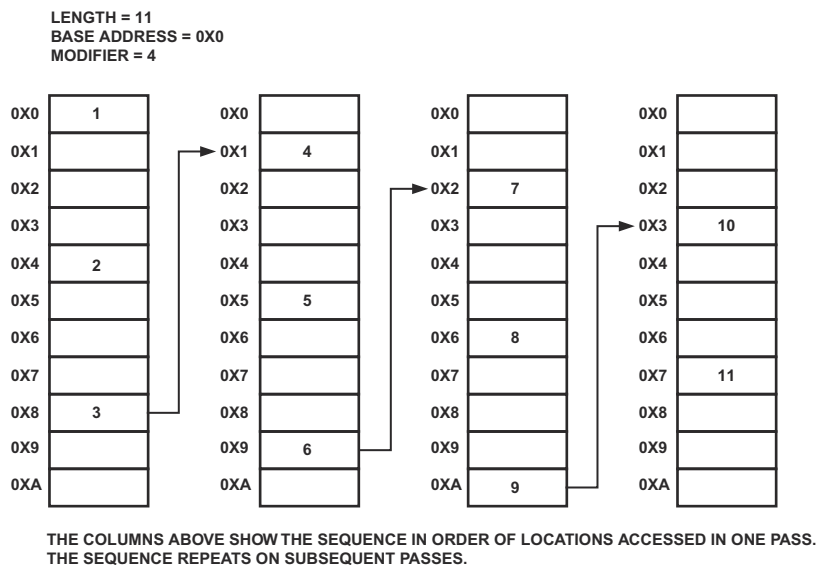 LENGTH = 11
BASE ADDRESS = 0X0
MODIFIER = 4
0X0 1 0X0 0X0 0X0
0X1 0X1 4 0X1 0X1
0X2 0X2 0X2 7 0X2
0X3 0X3 0X3 0X3 10
0X4 2 0X4 0X4 0X4
0X5 0X5 5 0X5 0X5
0X6 0X6 0X6 8 0X6
0X7 0X7 0X7 0X7 11
0X8 3 0X8 0X8 0X8
0X9 0X9 6 0X9 0X9
0XA 0XA 0XA 9 0XA
THE COLUMNS ABOVE SHOW THE SEQUENCE IN ORDER OF LOCATIONS ACCESSED IN ONE PASS.
THE SEQUENCE REPEATS ON SUBSEQUENT PASSES.